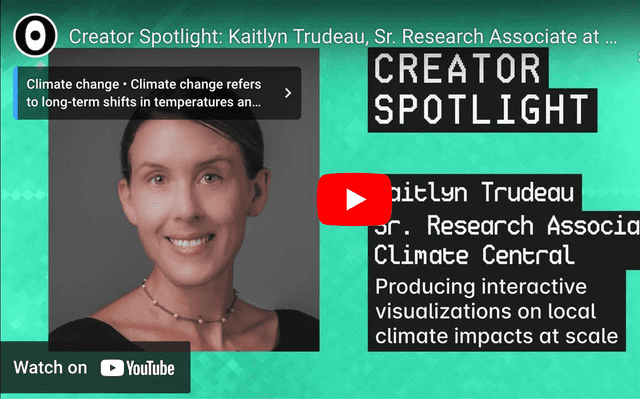 Creator Spotlight: Kaitlyn Trudeau, Sr. Research Associate at ...
Climate change • Climate change refers
to long-term shifts in temperatures an...
CREATOR
SPOTLIGHT
aitlyn Trudeau
Sr. Research Associa
Climate Central
Producing interactive
visualizations on local
climate impacts at scale
Watch on YouTube